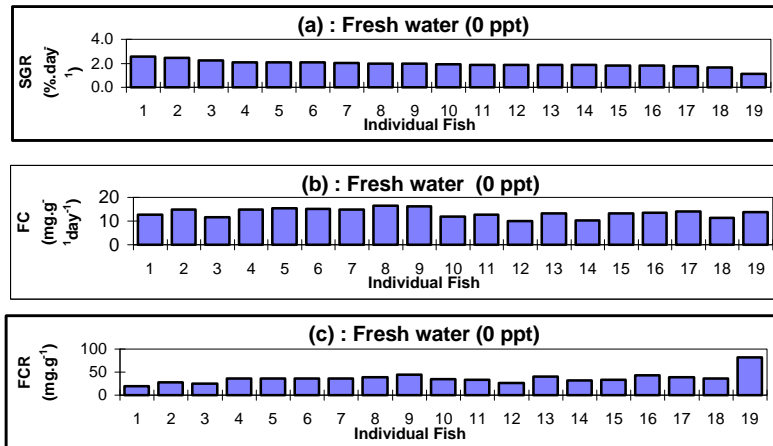 (a) : Fresh water (0 ppt)
SGR
(%.day-
1)
4.0
2.0
0.0
1 2 3 4 5 6 7 8 9 10 11 12 13 14 15 16 17 18 19
Individual Fish
(b) : Fresh water (0 ppt)
FC
(mg.g-
1day-1)
20
10
0
1 2 3 4 5 6 7 8 9 10 11 12 13 14 15 16 17 18 19
Individual Fish
(c) : Fresh water (0 ppt)
FCR
(mg.g-1)
100
50
0
1 2 3 4 5 6 7 8 9 10 11 12 13 14 15 16 17 18 19
Individual Fish